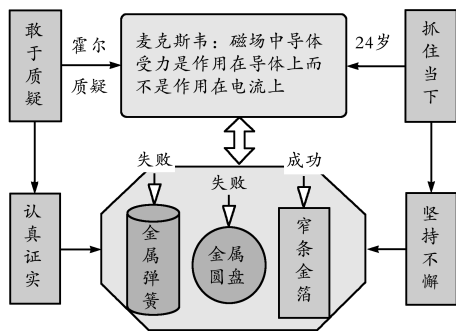 敢于质疑
霍尔
质疑
麦克斯韦：磁场中导体
受力是作用在导体上而
不是作用在电流上
24岁
抓住当下
失败
失败
成功
认真证实
金属弹簧
金属
圆盘
窄条金箔
坚持不懈